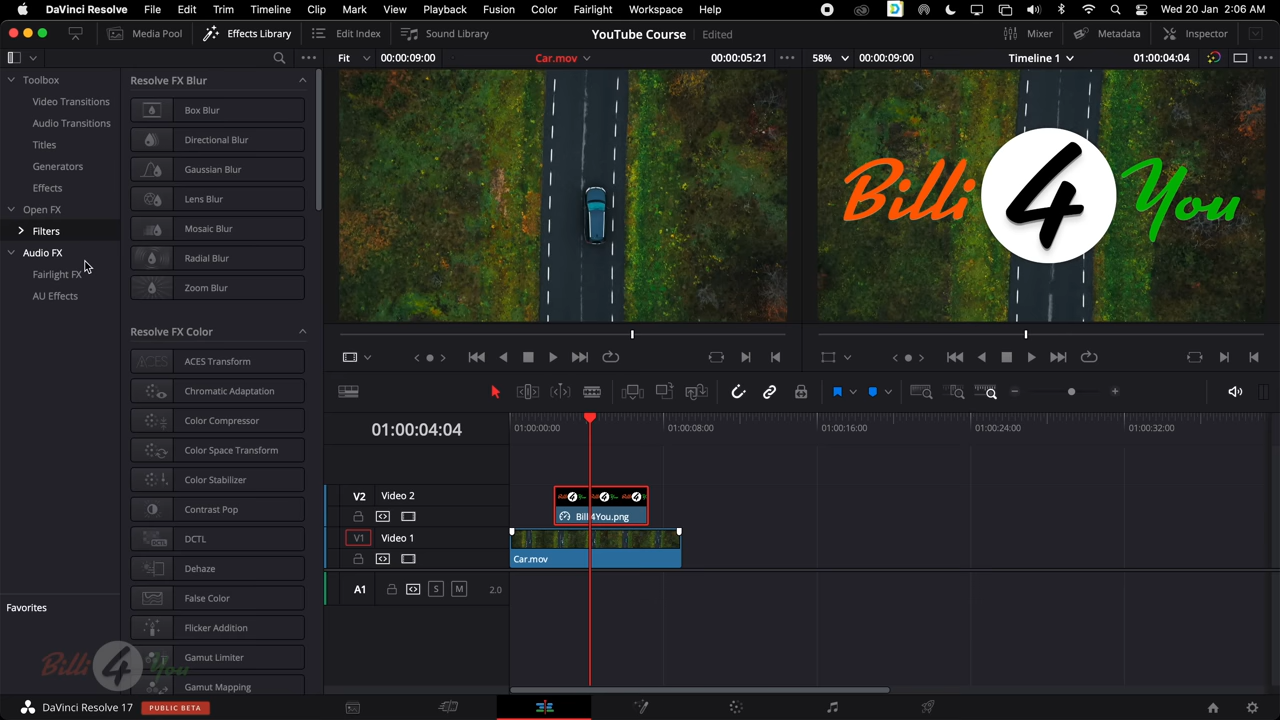 DaVinci Resolve File Edit Trim Timeline Clip Mark View Playback Fusion Color Fairlight Workspace Help Wed 20 Jan 2:06 AM
Media Pool Effects Library Edit Index Sound Library YouTube Course Edited Mixer Metadata Inspector
Fit 00:00:09:00 Car.mov 00:00:05:21 58% 00:00:09:00 Timeline 1 01:00:04:04
Toolbox
Video Transitions
Audio Transitions
Titles
Generators
Effects
Open FX
Filters
Audio FX
Fairlight FX
AU Effects
Favorites
Resolve FX Blur
Box Blur
Directional Blur
Gaussian Blur
Lens Blur
Mosaic Blur
Radial Blur
Zoom Blur
Resolve FX Color
ACES Transform
Chromatic Adaptation
Color Compressor
Color Space Transform
Color Stabilizer
Contrast Pop
DCTL
Dehaze
False Color
Flicker Addition
Gamut Limiter
Gamut Mapping
Billi 4 You
01:00:04:04
01:00:00:00 01:00:08:00 01:00:16:00 01:00:24:00 01:00:32:00
V2 Video 2
Billi4You.png
V1 Video 1
Car.mov
A1 S M 2.0
Billi 4 You
DaVinci Resolve 17 PUBLIC BETA